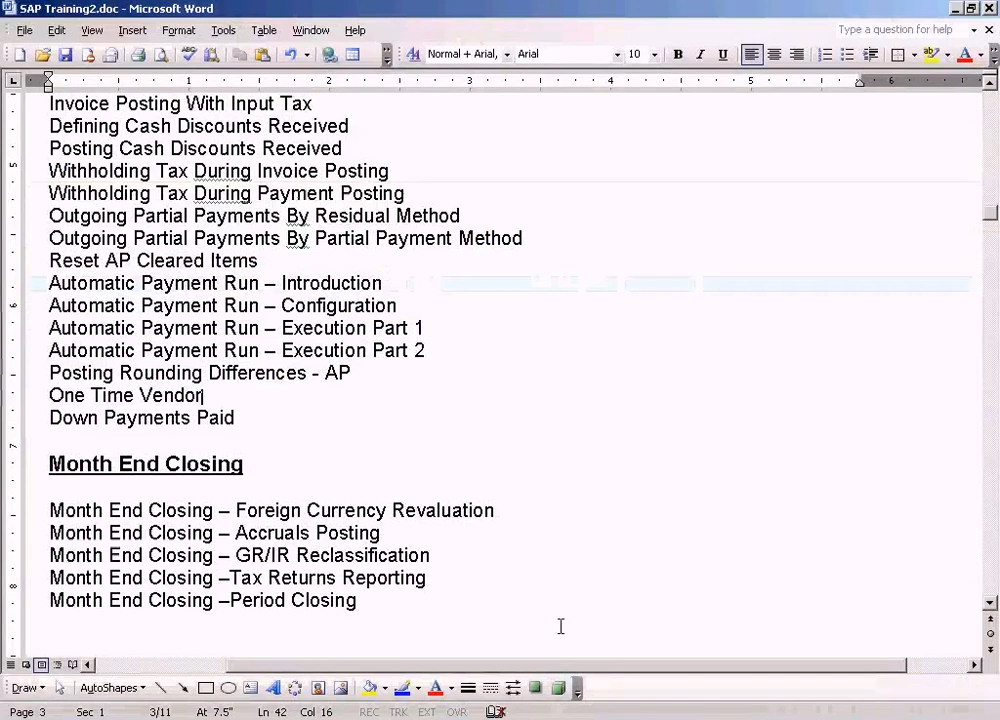 SAP Training2.doc - Microsoft Word
File Edit View Insert Format Tools Table Window Help
Type a question for help
Normal + Arial, Arial 10 B I U
1 2 3 4 5 6
Invoice Posting With Input Tax
Defining Cash Discounts Received
Posting Cash Discounts Received
Withholding Tax During Invoice Posting
Withholding Tax During Payment Posting
Outgoing Partial Payments By Residual Method
Outgoing Partial Payments By Partial Payment Method
Reset AP Cleared Items
Automatic Payment Run – Introduction
Automatic Payment Run – Configuration
Automatic Payment Run – Execution Part 1
Automatic Payment Run – Execution Part 2
Posting Rounding Differences - AP
One Time Vendor
Down Payments Paid
Month End Closing
Month End Closing – Foreign Currency Revaluation
Month End Closing – Accruals Posting
Month End Closing – GR/IR Reclassification
Month End Closing –Tax Returns Reporting
Month End Closing –Period Closing
Draw AutoShapes
Page 3 Sec 1 3/11 At 7.5" Ln 42 Col 16 REC TRK EXT OVR